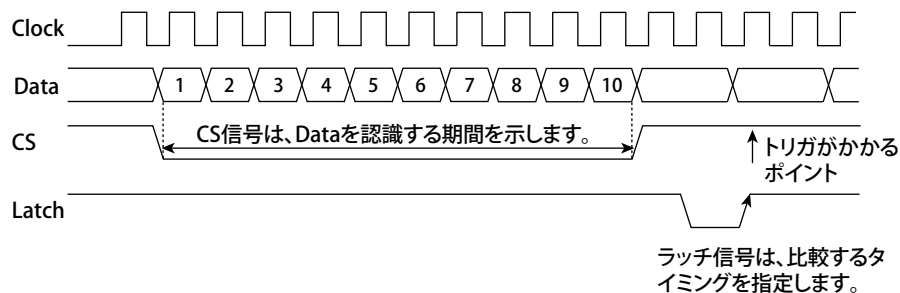 Clock
Data
1 2 3 4 5 6 7 8 9 10
CS
CS信号は、Dataを認識する期間を示します。
トリガがかかる
ポイント
Latch
ラッチ信号は、比較するタ
イミングを指定します。